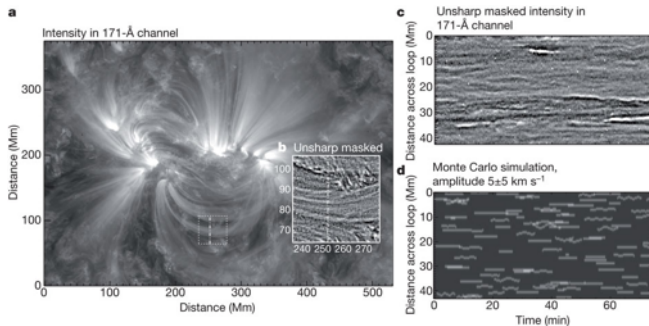 a
Intensity in 171-Å channel
Distance (Mm)
300
200
100
0
0
100
200
300
400
500
Distance (Mm)
b
Unsharp masked
100
90
80
70
240 250 260 270
c
Unsharp masked intensity in
171-Å channel
Distance across loop (Mm)
0
10
20
30
40
d
Monte Carlo simulation,
amplitude 5±5 km s⁻¹
Distance across loop (Mm)
0
10
20
30
40
0
20
40
60
Time (min)